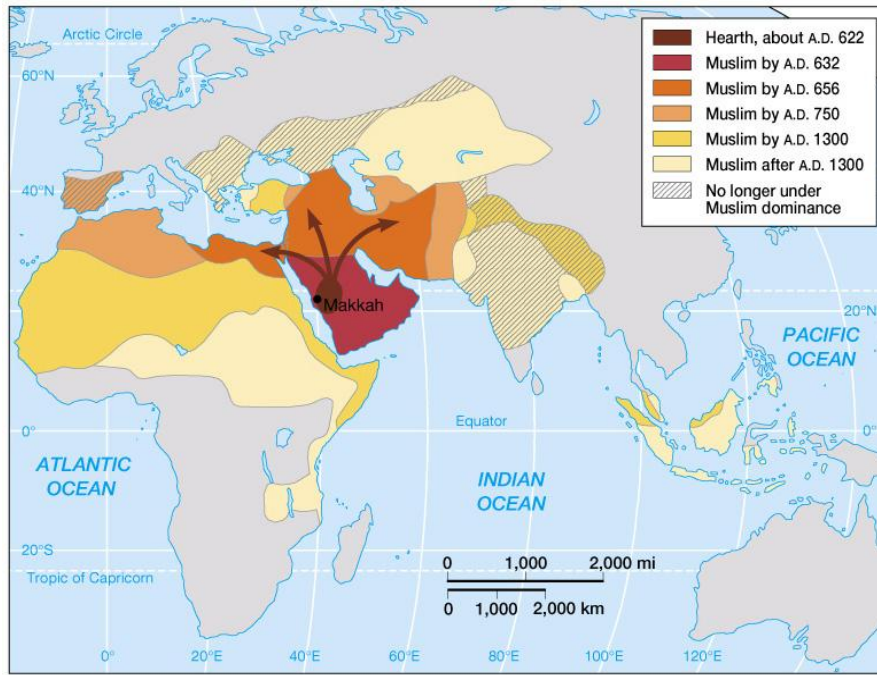 Arctic Circle
60°N
40°N
Makkah
20°N
PACIFIC
OCEAN
Equator
0°
0°
ATLANTIC
OCEAN
INDIAN
OCEAN
20°S
Tropic of Capricorn
0 1,000 2,000 mi
0 1,000 2,000 km
0° 20°E 40°E 60°E 80°E 100°E 120°E
Hearth, about A.D. 622
Muslim by A.D. 632
Muslim by A.D. 656
Muslim by A.D. 750
Muslim by A.D. 1300
Muslim after A.D. 1300
No longer under
Muslim dominance